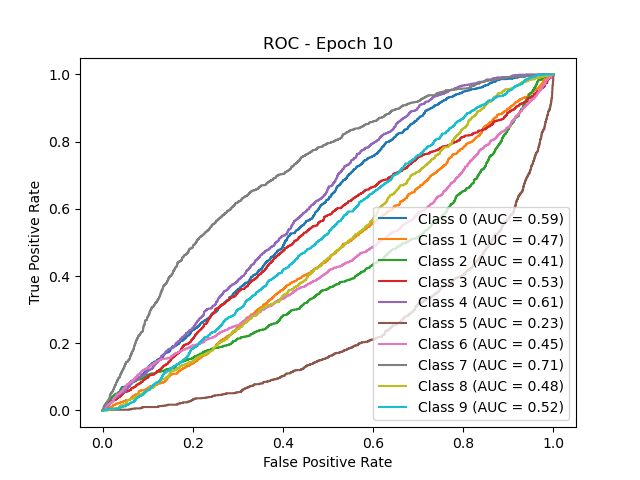 ROC - Epoch 10
True Positive Rate
1.0
0.8
0.6
0.4
0.2
0.0
Class 0 (AUC = 0.59)
Class 1 (AUC = 0.47)
Class 2 (AUC = 0.41)
Class 3 (AUC = 0.53)
Class 4 (AUC = 0.61)
Class 5 (AUC = 0.23)
Class 6 (AUC = 0.45)
Class 7 (AUC = 0.71)
Class 8 (AUC = 0.48)
Class 9 (AUC = 0.52)
0.0 0.2 0.4 0.6 0.8 1.0
False Positive Rate